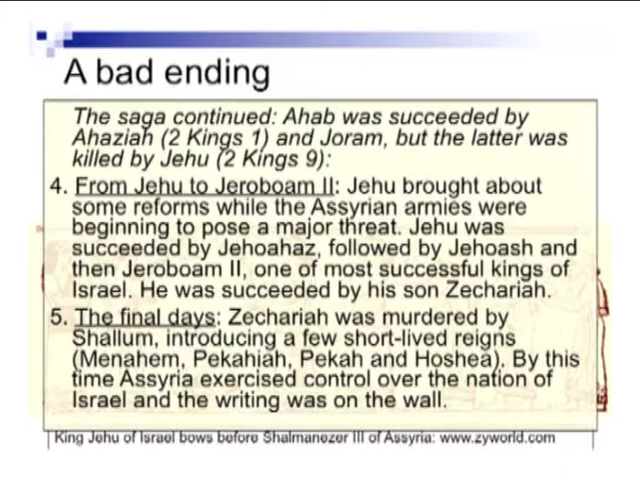 A bad ending
The saga continued: Ahab was succeeded by
Ahaziah (2 Kings 1) and Joram, but the latter was
killed by Jehu (2 Kings 9):
4. From Jehu to Jeroboam II: Jehu brought about
some reforms while the Assyrian armies were
beginning to pose a major threat. Jehu was
succeeded by Jehoahaz, followed by Jehoash and
then Jeroboam II, one of most successful kings of
Israel. He was succeeded by his son Zechariah.
5. The final days: Zechariah was murdered by
Shallum, introducing a few short-lived reigns
(Menahem, Pekahiah, Pekah and Hoshea). By this
time Assyria exercised control over the nation of
Israel and the writing was on the wall.
King Jehu of Israel bows before Shalmanezer III of Assyria: www.zyworld.com